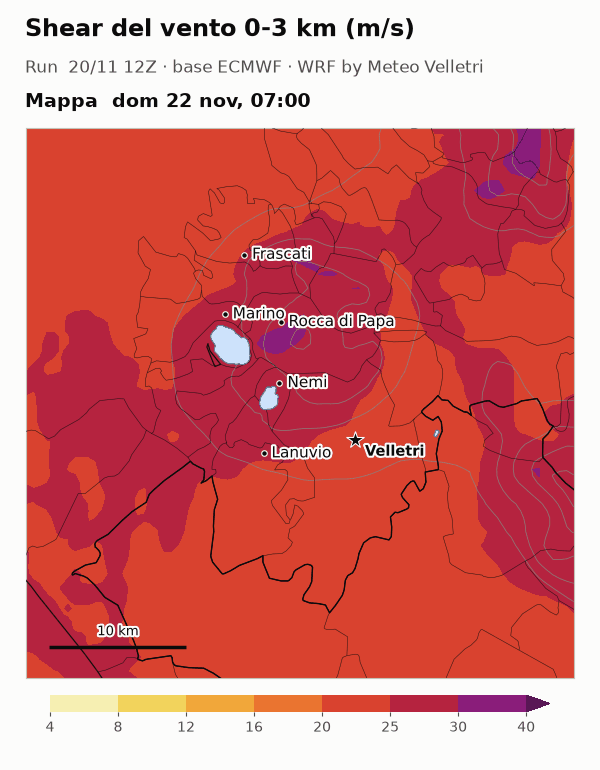 Shear del vento 0-3 km (m/s)
Run  20/11 12Z · base ECMWF · WRF by Meteo Velletri
Mappa  dom 22 nov, 07:00
Frascati
Marino
Rocca di Papa
Nemi
Velletri
Lanuvio
10 km
4 8 12 16 20 25 30 40